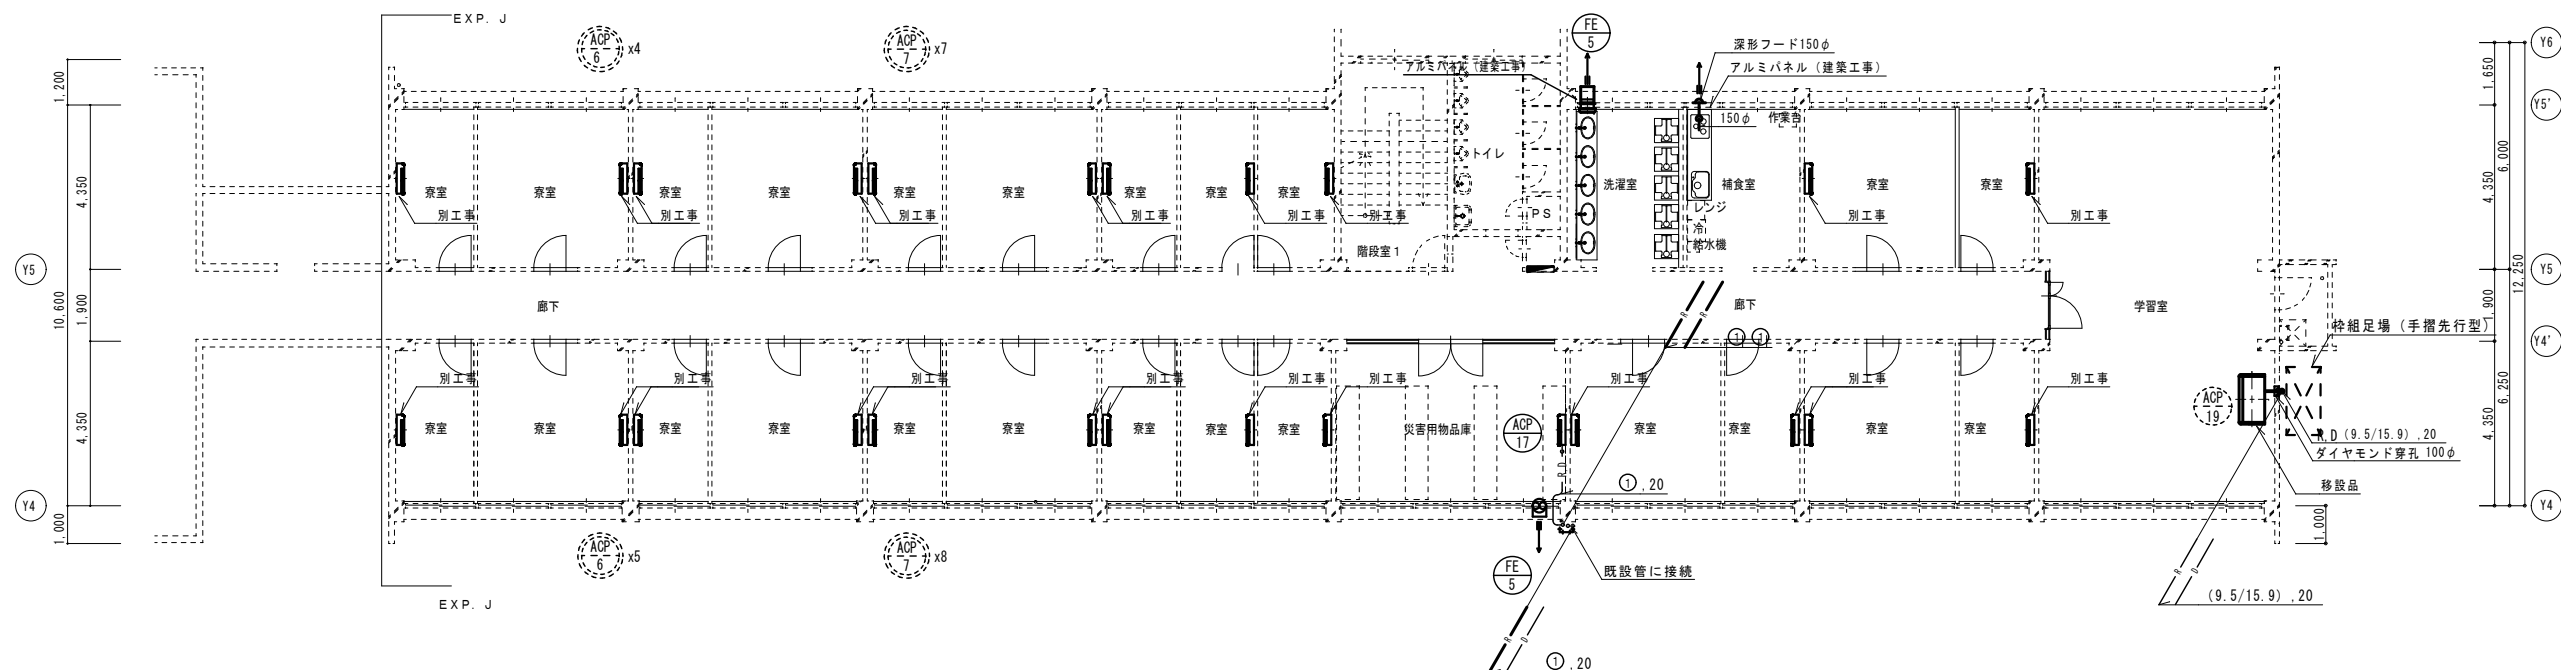 EXP. J
ACP
6
x4
ACP
7
x7
FE
5
深形フード150φ
アルミパネル（建築工事）
アルミパネル（建築工事）
150φ
作業台
Y6
Y5'
Y5
Y4'
Y4
1,650
6,000
4,350
12,250
1,900
6,250
4,350
1,000
1,200
4,350
Y5
10,600
1,900
4,350
Y4
1,000
寮室
寮室
寮室
寮室
寮室
寮室
寮室
寮室
寮室
トイレ
洗濯室
補食室
寮室
寮室
別工事
別工事
別工事
別工事
別工事
別工事
別工事
別工事
PS
レンジ
冷
給水機
階段室1
廊下
廊下
学習室
枠組足場（手摺先行型）
R
R
① ①
別工事
別工事
別工事
別工事
別工事
別工事
別工事
別工事
別工事
寮室
寮室
寮室
寮室
寮室
寮室
寮室
寮室
寮室
災害用物品庫
ACP
17
寮室
寮室
寮室
寮室
ACP
19
R,D (9.5/15.9) ,20
ダイヤモンド穿孔 100φ
移設品
R D
① ,20
ACP
6
x5
ACP
7
x8
FE
5
既設管に接続
R
D
(9.5/15.9) ,20
EXP. J
R
D
① ,20